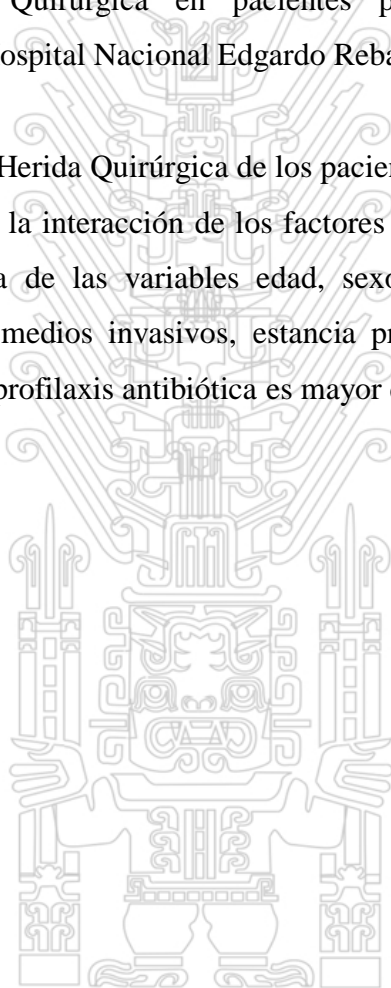 Quirúrgica en pacientes p
ospital Nacional Edgardo Reba
Herida Quirúrgica de los pacien
la interacción de los factores
a de las variables edad, sexo
medios invasivos, estancia pr
profilaxis antibiótica es mayor